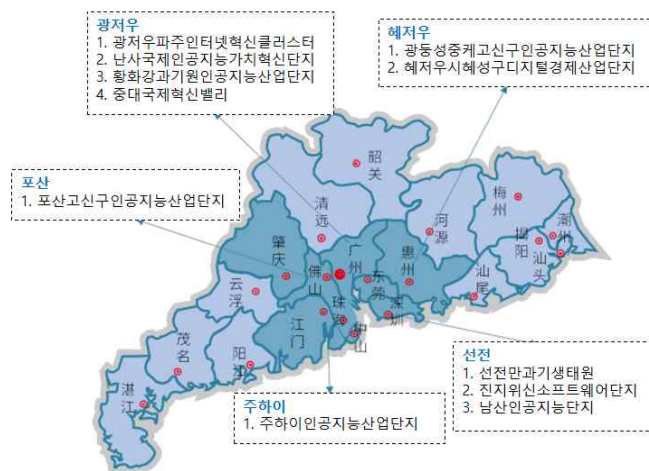 광저우
1. 광저우파주인터넷혁신클러스터
2. 난사국제인공지능가치혁신단지
3. 황화강과기원인공지능산업단지
4. 중대국제혁신밸리
혜저우
1. 광둥성중케고신구인공지능산업단지
2. 혜저우시혜성구디지털경제산업단지
포산
1. 포산고신구인공지능산업단지
韶关
清远
梅州
河源
潮州
揭阳
汕头
汕尾
肇庆
广州
惠州
佛山
东莞
深圳
云浮
珠海
中山
江门
茂名
阳江
湛江
선전
1. 선전만과기생태원
2. 진지위신소프트웨어단지
3. 남산인공지능단지
주하이
1. 주하이인공지능산업단지